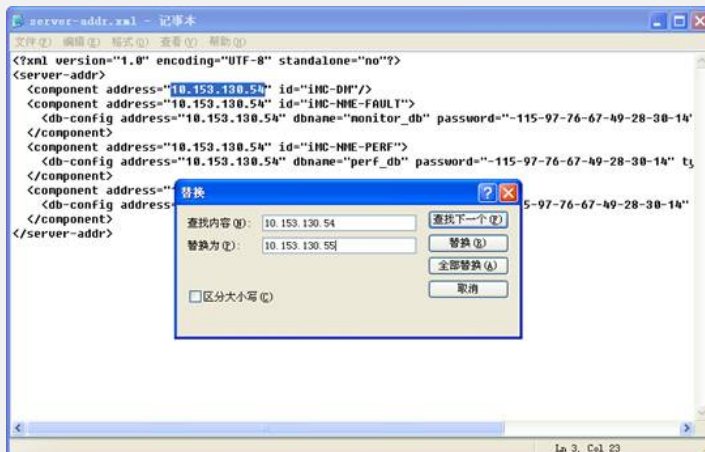 server-addr.xml - 记事本
文件(F) 编辑(E) 格式(O) 查看(V) 帮助(H)
<?xml version="1.0" encoding="UTF-8" standalone="no"?>
<server-addr>
<component address="10.153.130.54" id="iMC-DM"/>
<component address="10.153.130.54" id="iMC-NME-FAULT">
<db-config address="10.153.130.54" dbname="monitor_db" password="-115-97-76-67-49-28-30-14"
</component>
<component address="10.153.130.54" id="iMC-NME-PERF">
<db-config address="10.153.130.54" dbname="perf_db" password="-115-97-76-67-49-28-30-14" ty
</component>
<component address="
<db-config address= 5-97-76-67-49-28-30-14"
</component>
</server-addr>
替换
查找内容(N): 10.153.130.54 查找下一个(F)
替换为(P): 10.153.130.55 替换(R)
全部替换(A)
区分大小写(C) 取消
Ln 3, Col 23